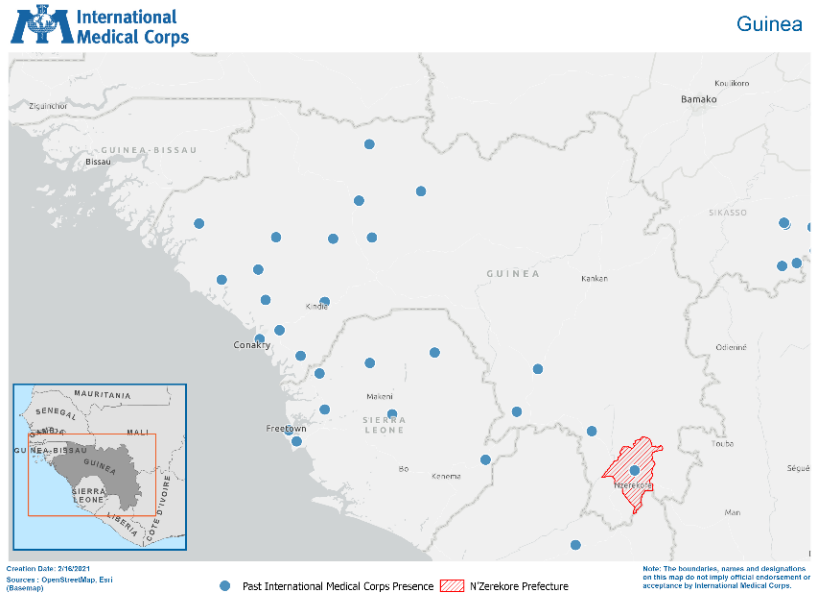 International
Medical Corps
Guinea
Koulikoro
Bamako
Ziguinchor
GUINEA-BISSAU
Bissau
SIKASSO
GUINEA
Kankan
Kindia
Conakry
Odienné
Makeni
SIERRA
LEONE
Freetown
Touba
Bo
Kenema
Nzerekore
Man
MAURITANIA
SENEGAL
GAMBIA
MALI
GUINEA-BISSAU
GUINEA
SIERRA
LEONE
LIBERIA
CÔTE D'IVOIRE
Creation Date: 2/16/2021
Sources : OpenStreetMap, Esri
(Basemap)
Past International Medical Corps Presence
N'Zerekore Prefecture
Note: The boundaries, names and designations
on this map do not imply official endorsement or
acceptance by International Medical Corps.